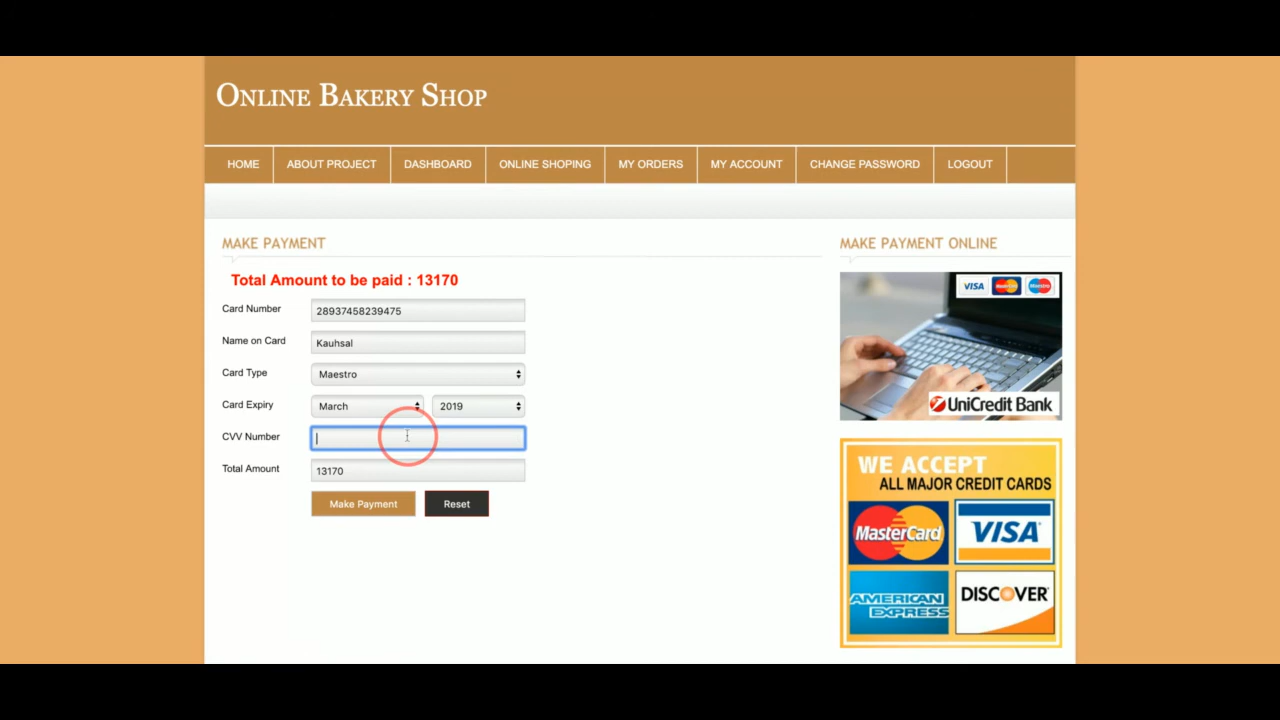 ONLINE BAKERY SHOP
HOME ABOUT PROJECT DASHBOARD ONLINE SHOPING MY ORDERS MY ACCOUNT CHANGE PASSWORD LOGOUT
MAKE PAYMENT
Total Amount to be paid : 13170
Card Number 28937458239475
Name on Card Kauhsal
Card Type Maestro
Card Expiry March 2019
CVV Number
Total Amount 13170
Make Payment Reset
MAKE PAYMENT ONLINE
VISA MasterCard Maestro
UniCredit Bank
WE ACCEPT
ALL MAJOR CREDIT CARDS
MasterCard VISA
AMERICAN EXPRESS DISCOVER